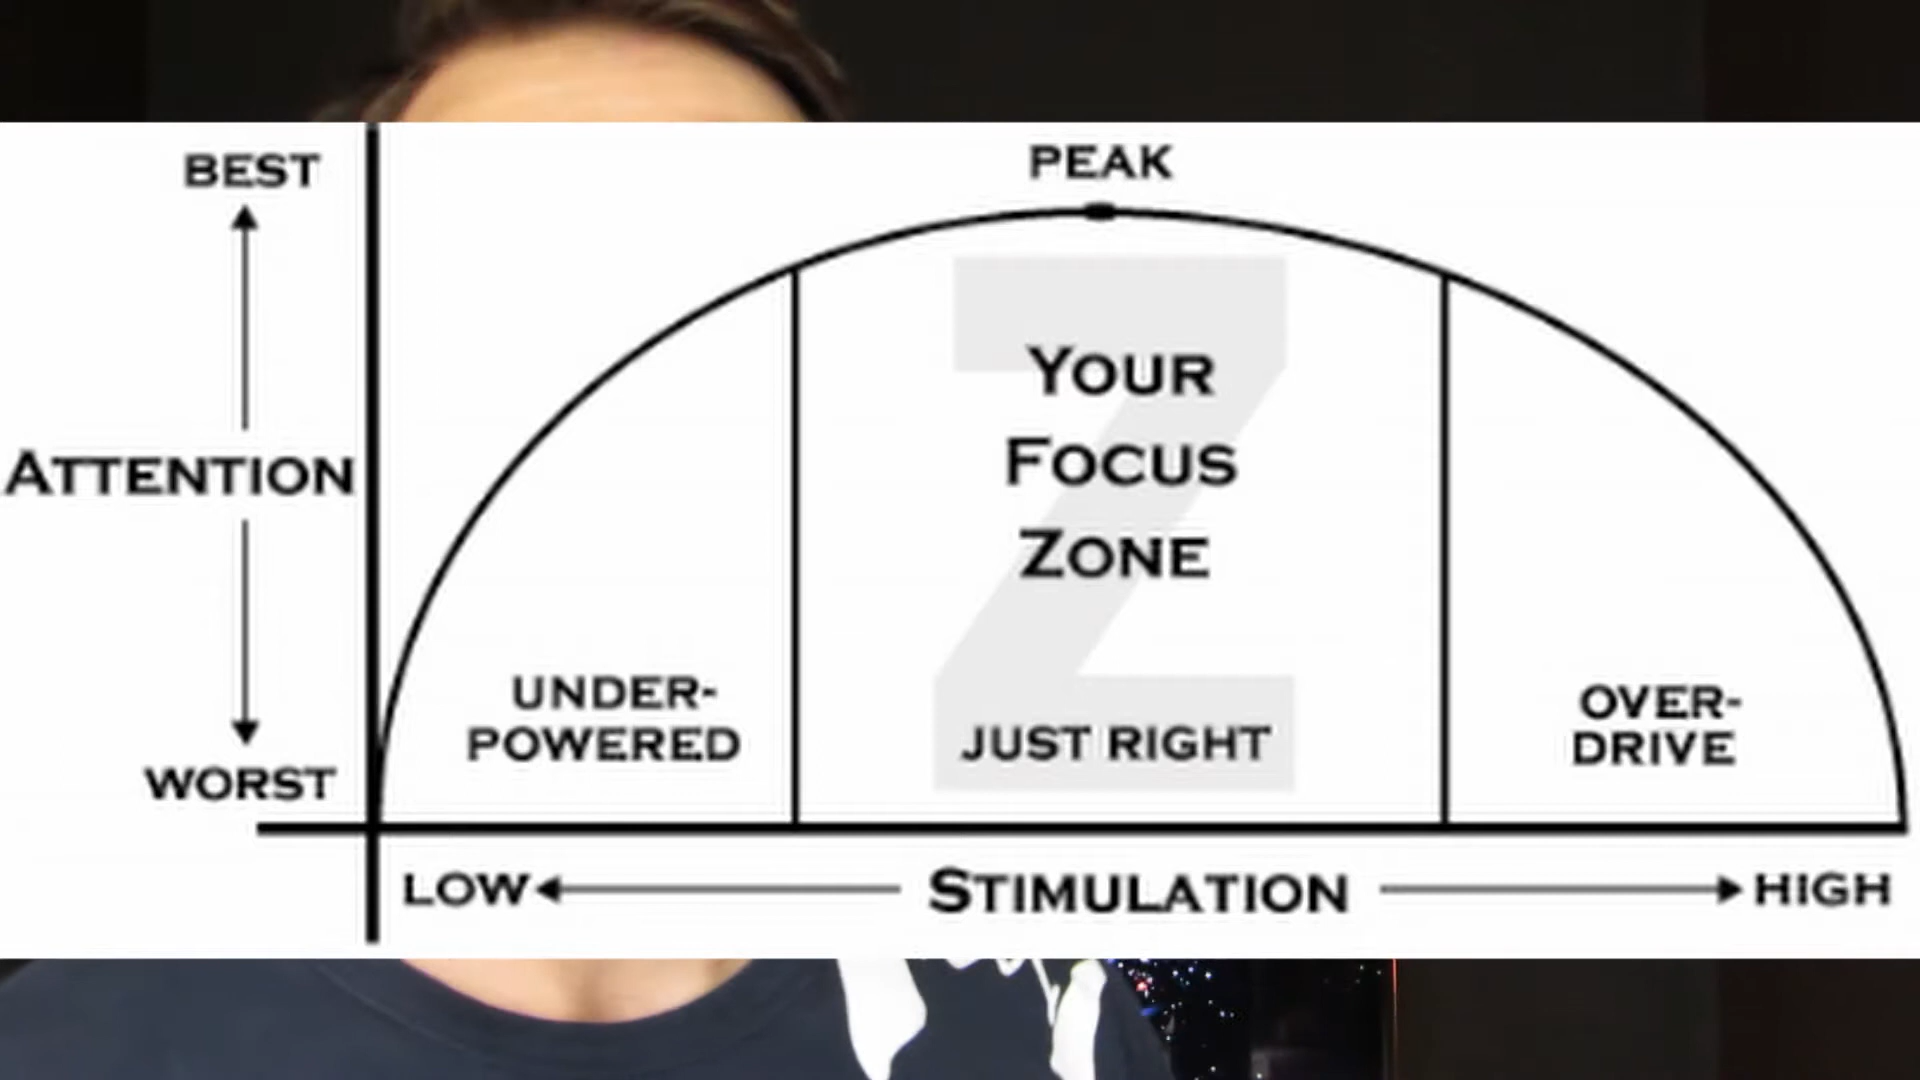 BEST
PEAK
ATTENTION
WORST
YOUR
FOCUS
ZONE
UNDER-
POWERED
JUST RIGHT
OVER-
DRIVE
LOW STIMULATION HIGH